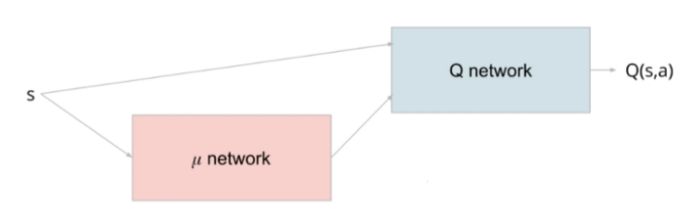 s
Q network
Q(s,a)
μ network